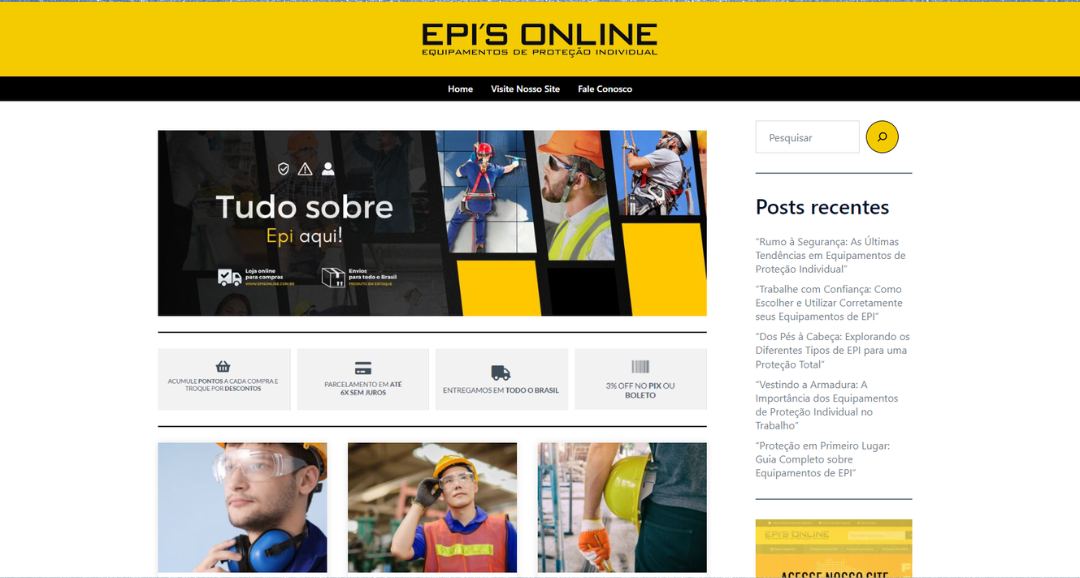 EPI'S ONLINE
EQUIPAMENTOS DE PROTEÇÃO INDIVIDUAL
Home Visite Nosso Site Fale Conosco
Tudo sobre
Epi aqui!
Loja online
para compras
WWW.EPISONLINE.COM.BR
Envios
para todo o Brasil
PRODUTO EM ESTOQUE
ACUMULE PONTOS A CADA COMPRA E
TROQUE POR DESCONTOS
PARCELAMENTO EM ATÉ
6X SEM JUROS
ENTREGAMOS EM TODO O BRASIL
3% OFF NO PIX OU
BOLETO
Pesquisar
Posts recentes
"Rumo à Segurança: As Últimas
Tendências em Equipamentos de
Proteção Individual"
"Trabalhe com Confiança: Como
Escolher e Utilizar Corretamente
seus Equipamentos de EPI"
"Dos Pés à Cabeça: Explorando os
Diferentes Tipos de EPI para uma
Proteção Total"
"Vestindo a Armadura: A
Importância dos Equipamentos
de Proteção Individual no
Trabalho"
"Proteção em Primeiro Lugar:
Guia Completo sobre
Equipamentos de EPI"
EPI'S ONLINE
ACESSE NOSSO SITE